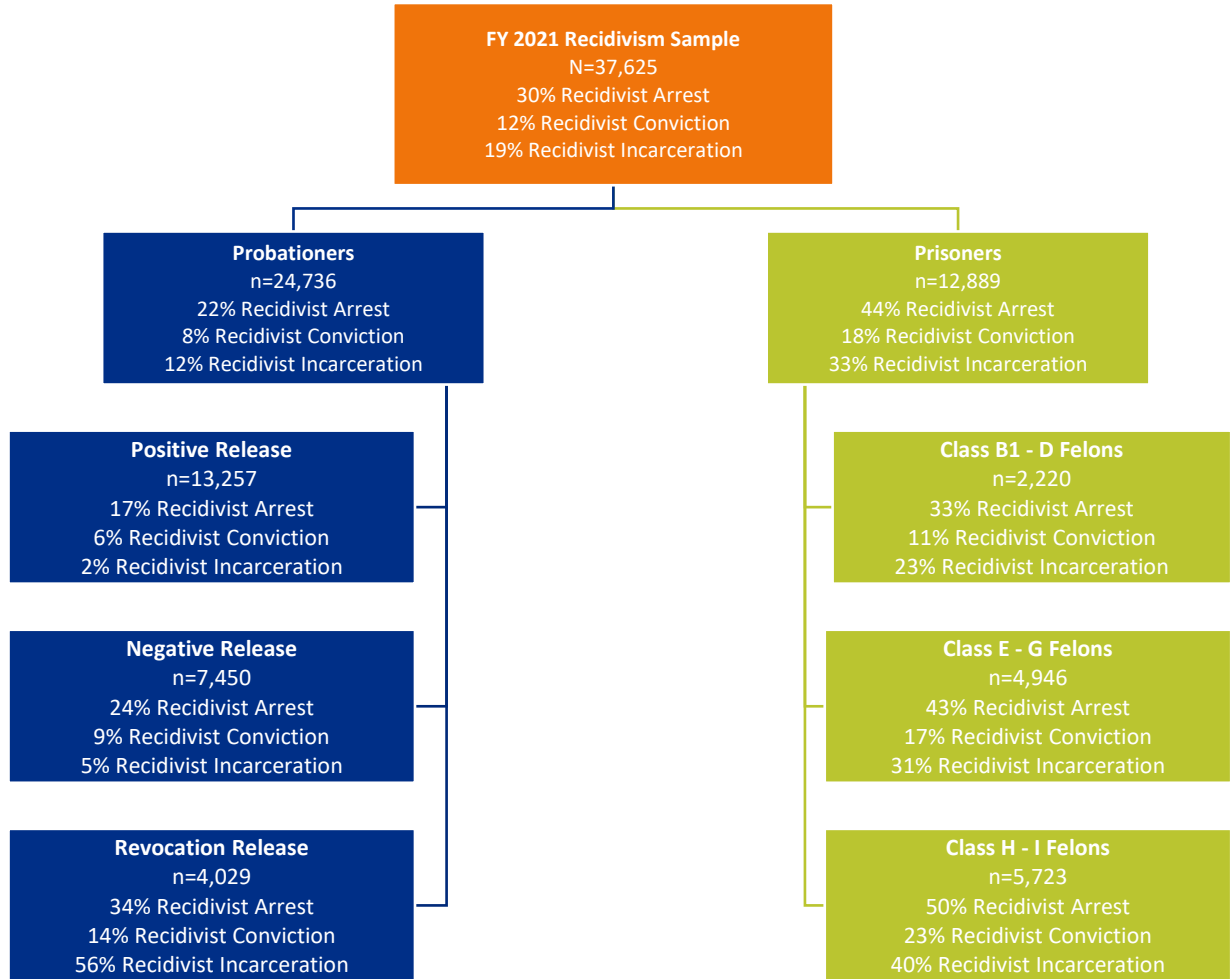 FY 2021 Recidivism Sample
N=37,625
30% Recidivist Arrest
12% Recidivist Conviction
19% Recidivist Incarceration
Probationers
n=24,736
22% Recidivist Arrest
8% Recidivist Conviction
12% Recidivist Incarceration
Prisoners
n=12,889
44% Recidivist Arrest
18% Recidivist Conviction
33% Recidivist Incarceration
Positive Release
n=13,257
17% Recidivist Arrest
6% Recidivist Conviction
2% Recidivist Incarceration
Class B1 - D Felons
n=2,220
33% Recidivist Arrest
11% Recidivist Conviction
23% Recidivist Incarceration
Negative Release
n=7,450
24% Recidivist Arrest
9% Recidivist Conviction
5% Recidivist Incarceration
Class E - G Felons
n=4,946
43% Recidivist Arrest
17% Recidivist Conviction
31% Recidivist Incarceration
Revocation Release
n=4,029
34% Recidivist Arrest
14% Recidivist Conviction
56% Recidivist Incarceration
Class H - I Felons
n=5,723
50% Recidivist Arrest
23% Recidivist Conviction
40% Recidivist Incarceration